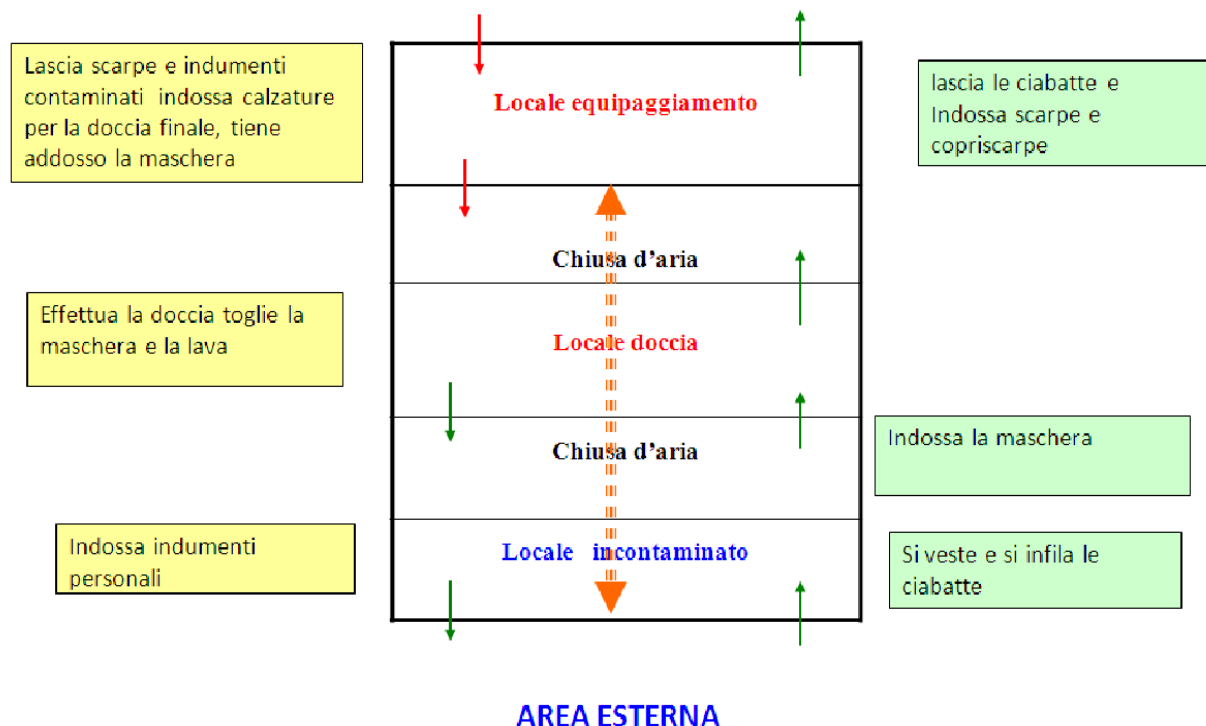 Lascia scarpe e indumenti
contaminati indossa calzature
per la doccia finale, tiene
addosso la maschera
Locale equipaggiamento
lascia le ciabatte e
Indossa scarpe e
copriscarpe
Chiusa d'aria
Effettua la doccia toglie la
maschera e la lava
Locale doccia
Chiusa d'aria
Indossa la maschera
Indossa indumenti
personali
Locale incontaminato
Si veste e si infila le
ciabatte
AREA ESTERNA